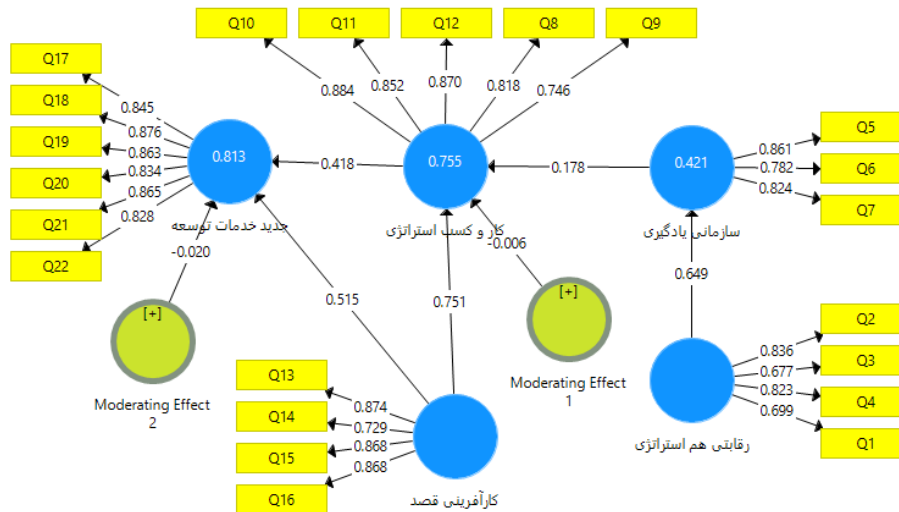 Q10
Q11
Q12
Q8
Q9
Q17
Q18
Q19
Q20
Q21
Q22
0.845
0.876
0.863
0.834
0.865
0.828
0.884
0.852
0.870
0.818
0.746
0.813
0.418
0.755
0.178
0.421
0.861
0.782
0.824
Q5
Q6
Q7
جدید خدمات توسعه
کار و کسب استراتژی
سازمانی یادگیری
-0.020
-0.006
0.515
0.751
0.649
[+]
Moderating Effect
2
[+]
Moderating Effect
1
0.836
0.677
0.823
0.699
Q2
Q3
Q4
Q1
رقابتی هم استراتژی
Q13
Q14
Q15
Q16
0.874
0.729
0.868
0.868
کارآفرینی قصد